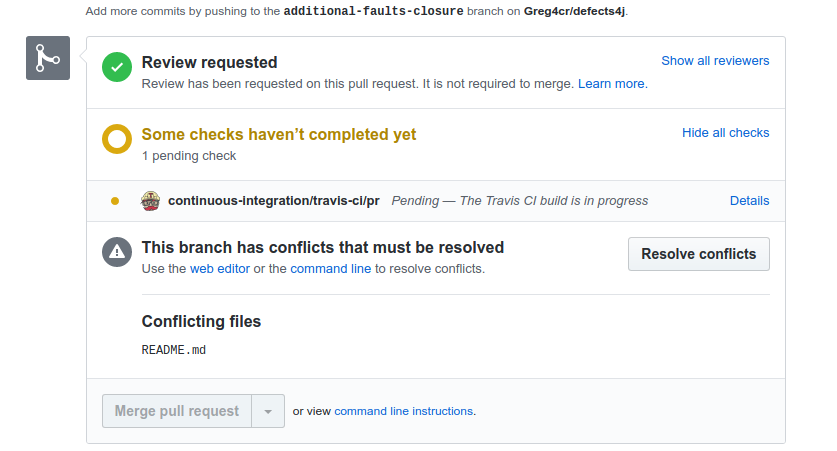 Add more commits by pushing to the additional-faults-closure branch on Greg4cr/defects4j.
Review requested
Show all reviewers
Review has been requested on this pull request. It is not required to merge. Learn more.
Some checks haven’t completed yet
Hide all checks
1 pending check
continuous-integration/travis-ci/pr Pending — The Travis CI build is in progress
Details
This branch has conflicts that must be resolved
Use the web editor or the command line to resolve conflicts.
Resolve conflicts
Conflicting files
README.md
Merge pull request
or view command line instructions.